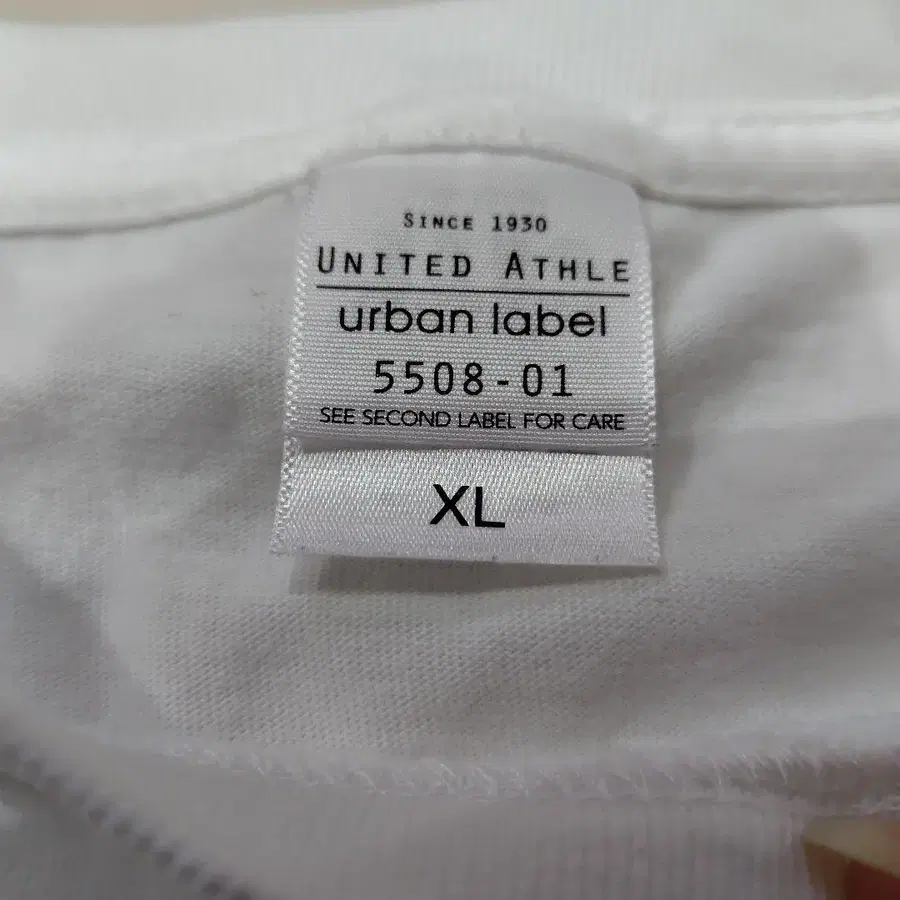 SINCE 1930
UNITED ATHLE
urban label
5508-01
SEE SECOND LABEL FOR CARE
XL